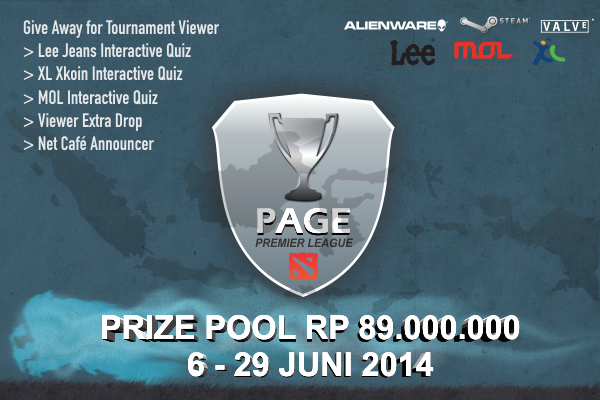 Give Away for Tournament Viewer
> Lee Jeans Interactive Quiz
> XL Xkoin Interactive Quiz
> MOL Interactive Quiz
> Viewer Extra Drop
> Net Café Announcer
ALIENWARE
STEAM
VALVE
Lee
MOL
XL
PAGE
PREMIER LEAGUE
PRIZE POOL RP 89.000.000
6 - 29 JUNI 2014